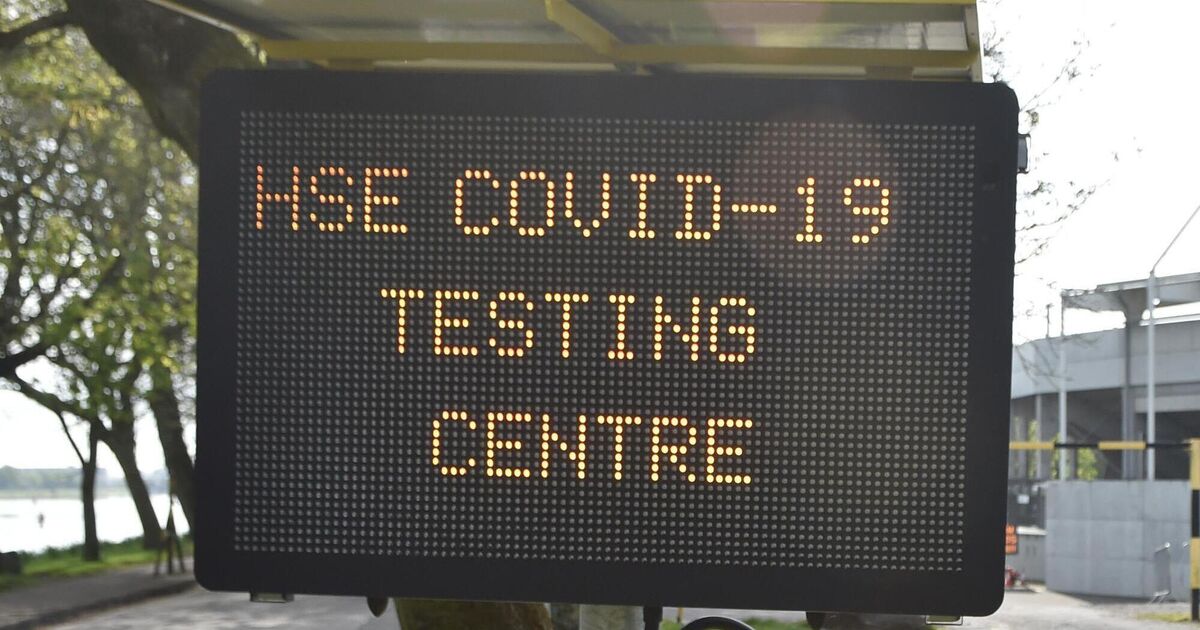 HSE COVID-19
TESTING
CENTRE